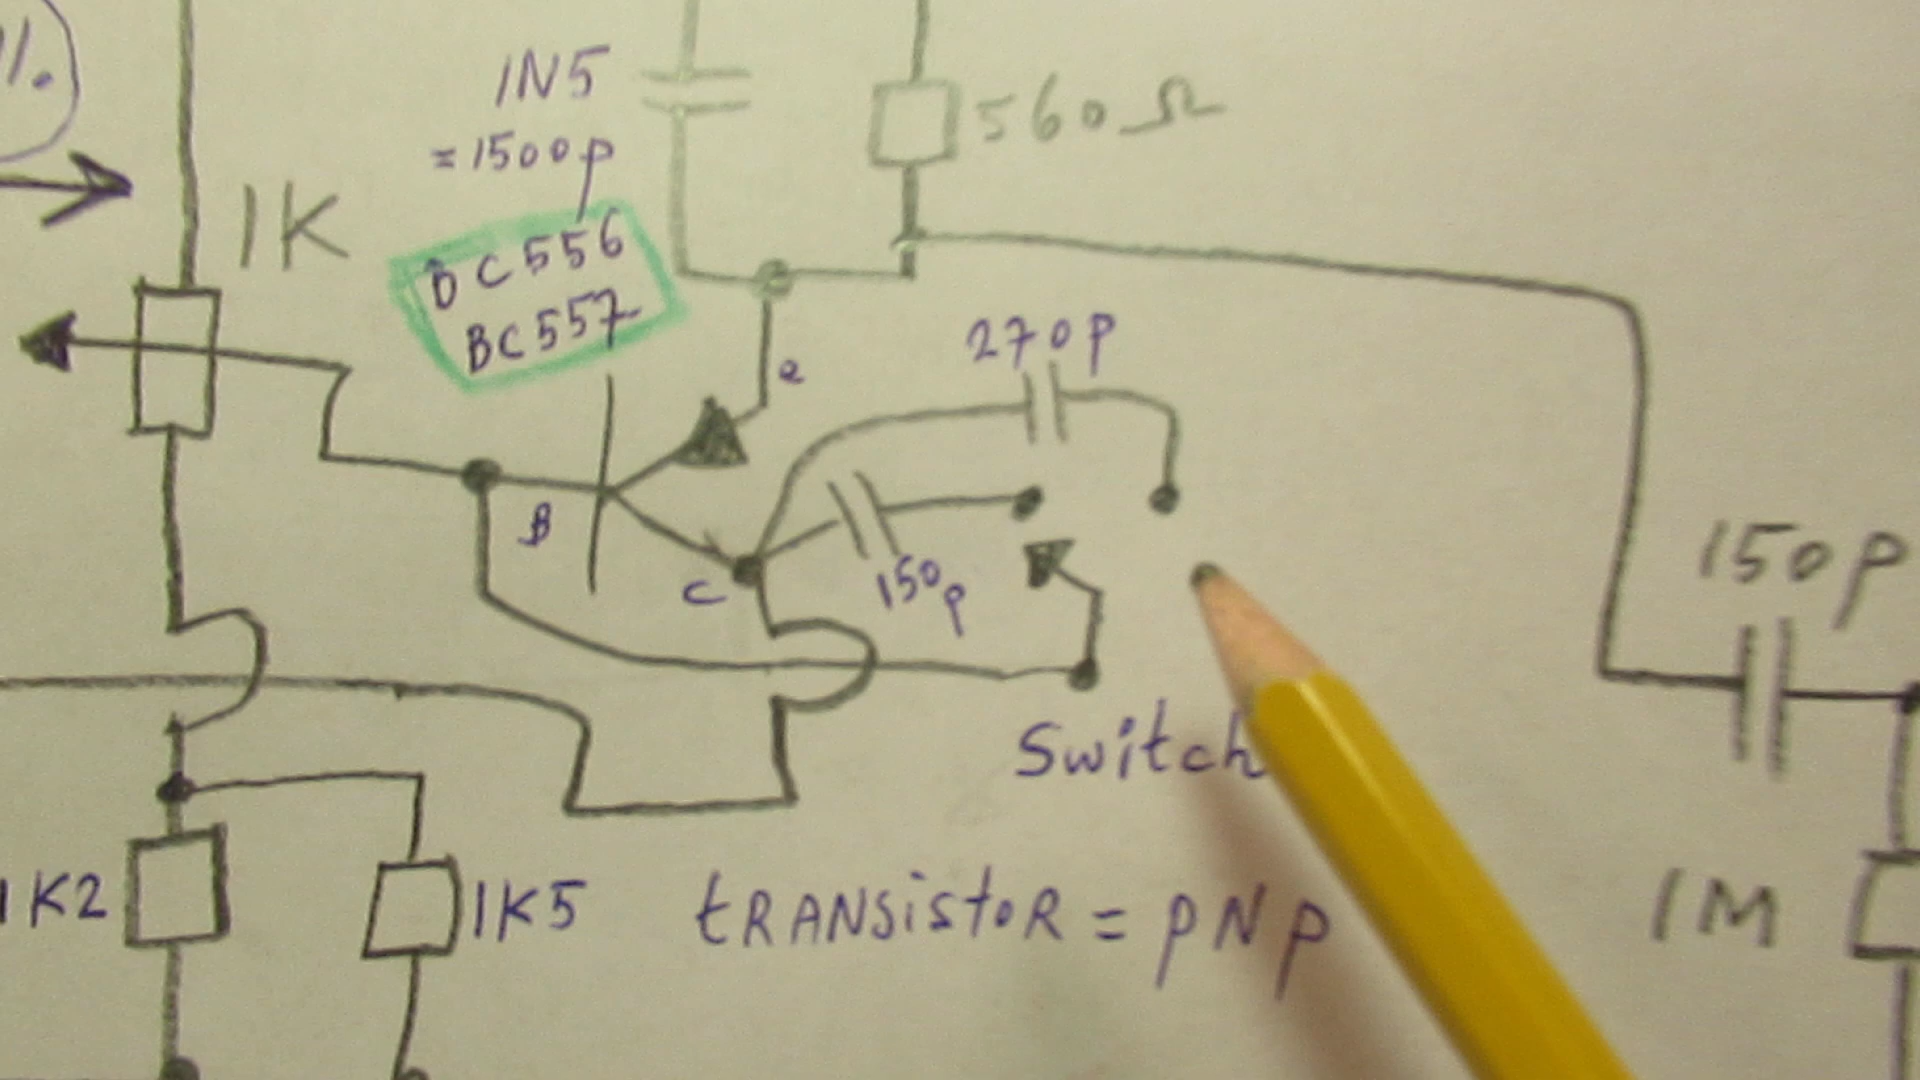 1N5
= 1500p
560Ω
1K
BC556
BC557
e
270p
B
C
150p
150p
Switch
1K2
1K5
tRANSistoR = PNP
1M